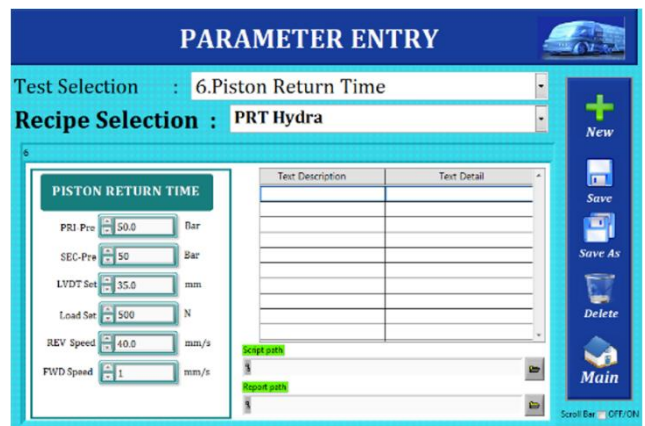 PARAMETER ENTRY
Test Selection : 6.Piston Return Time
Recipe Selection : PRT Hydra
6
PISTON RETURN TIME
PRI-Pre 50.0 Bar
SEC-Pre 50 Bar
LVDT Set 35.0 mm
Load Set 500 N
REV Speed 40.0 mm/s
FWD Speed 1 mm/s
Text Description Text Detail
Script path
Report path
New
Save
Save As
Delete
Main
Scroll Bar OFF/ON